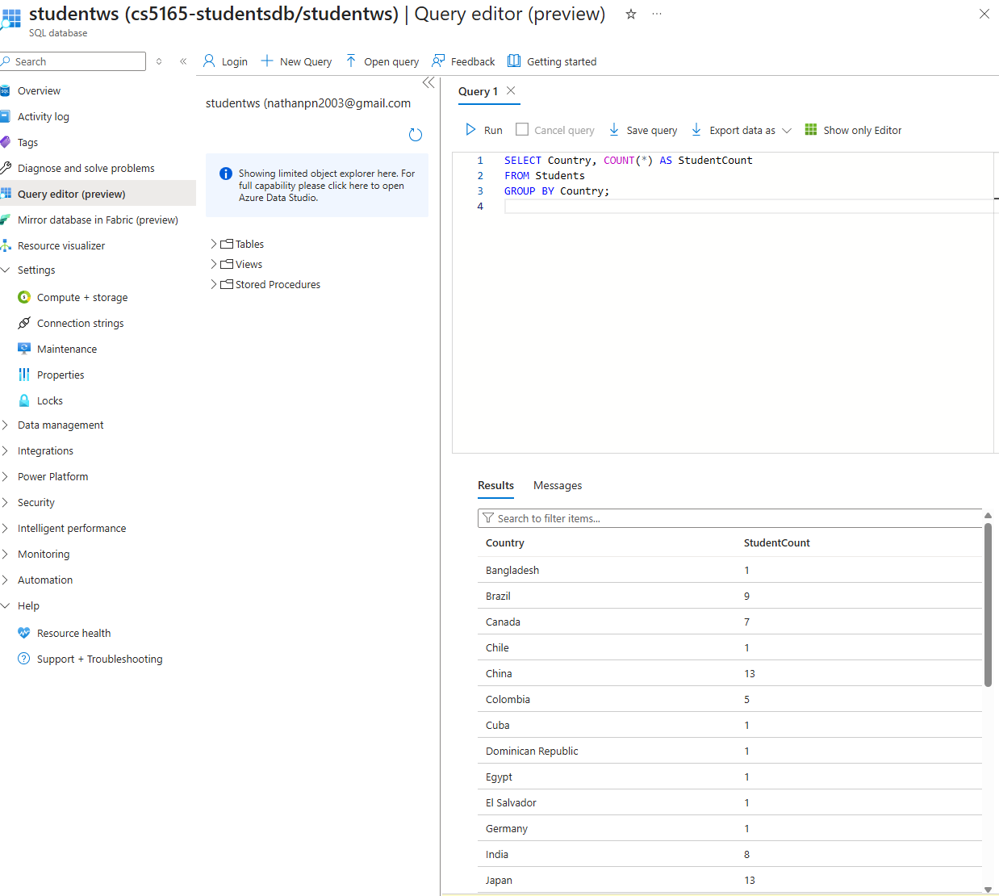 studentws (cs5165-studentsdb/studentws) | Query editor (preview)
SQL database
Search
Login
New Query
Open query
Feedback
Getting started
Overview
Activity log
Tags
Diagnose and solve problems
Query editor (preview)
Mirror database in Fabric (preview)
Resource visualizer
Settings
Compute + storage
Connection strings
Maintenance
Properties
Locks
Data management
Integrations
Power Platform
Security
Intelligent performance
Monitoring
Automation
Help
Resource health
Support + Troubleshooting
studentws (nathanpn2003@gmail.com
Showing limited object explorer here. For
full capability please click here to open
Azure Data Studio.
Tables
Views
Stored Procedures
Query 1
Run
Cancel query
Save query
Export data as
Show only Editor
1 SELECT Country, COUNT(*) AS StudentCount
2 FROM Students
3 GROUP BY Country;
4
Results Messages
Search to filter items...
Country StudentCount
Bangladesh 1
Brazil 9
Canada 7
Chile 1
China 13
Colombia 5
Cuba 1
Dominican Republic 1
Egypt 1
El Salvador 1
Germany 1
India 8
Japan 13